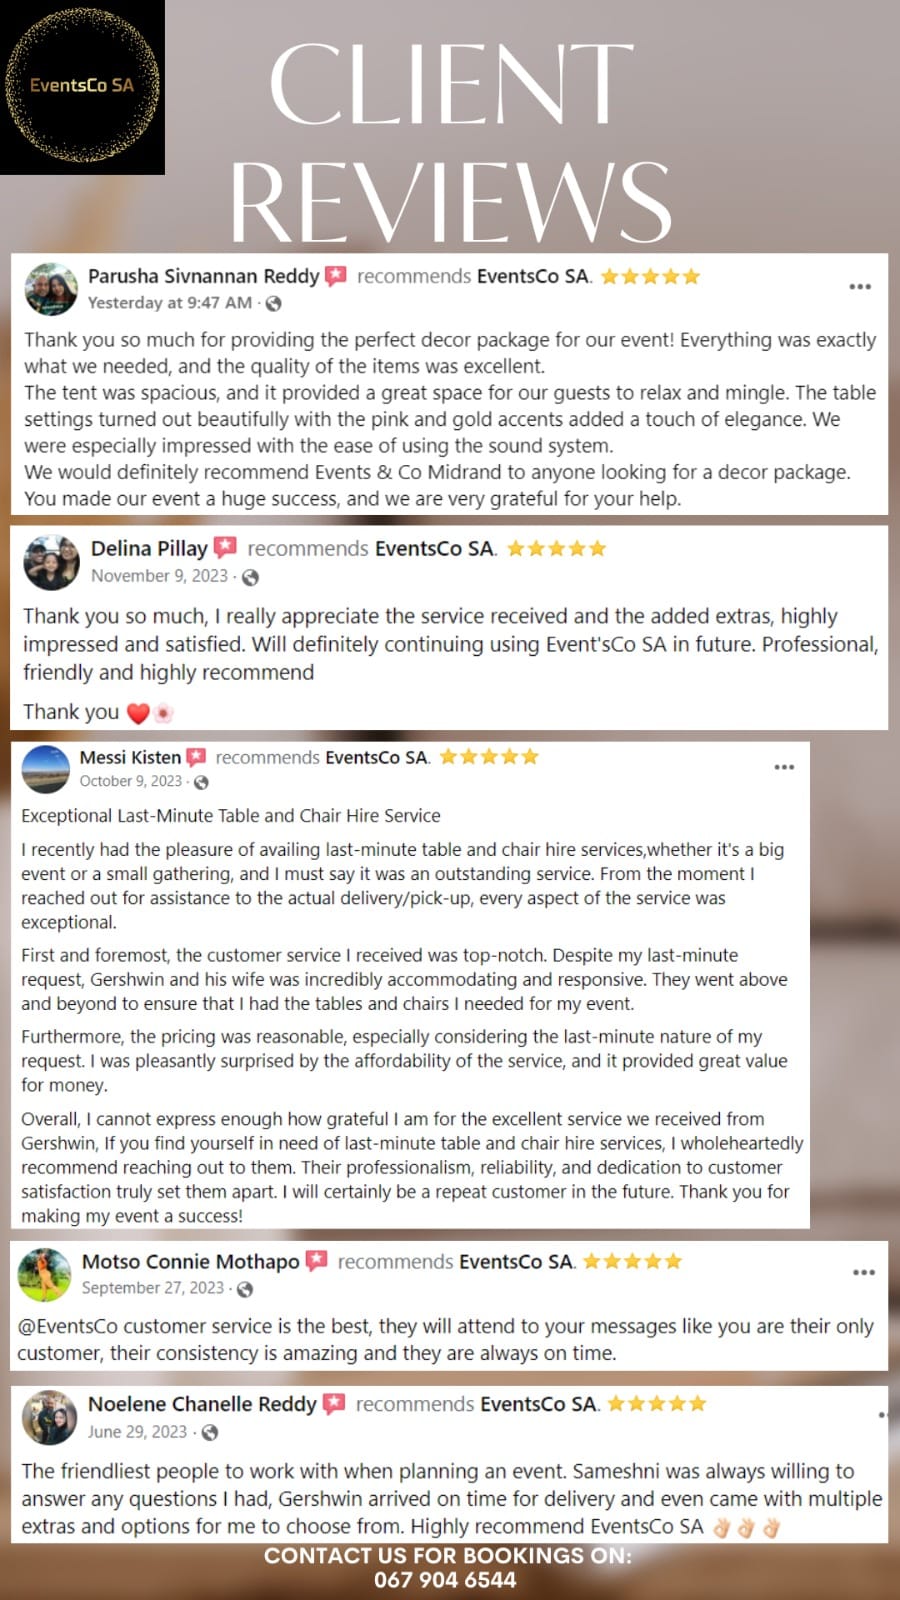 EventsCo SA
CLIENT
REVIEWS
Parusha Sivnannan Reddy recommends EventsCo SA.
Yesterday at 9:47 AM ·
Thank you so much for providing the perfect decor package for our event! Everything was exactly
what we needed, and the quality of the items was excellent.
The tent was spacious, and it provided a great space for our guests to relax and mingle. The table
settings turned out beautifully with the pink and gold accents added a touch of elegance. We
were especially impressed with the ease of using the sound system.
We would definitely recommend Events & Co Midrand to anyone looking for a decor package.
You made our event a huge success, and we are very grateful for your help.
Delina Pillay recommends EventsCo SA.
November 9, 2023 ·
Thank you so much, I really appreciate the service received and the added extras, highly
impressed and satisfied. Will definitely continuing using Event'sCo SA in future. Professional,
friendly and highly recommend
Thank you ❤️🌸
Messi Kisten recommends EventsCo SA.
October 9, 2023 ·
Exceptional Last-Minute Table and Chair Hire Service
I recently had the pleasure of availing last-minute table and chair hire services,whether it's a big
event or a small gathering, and I must say it was an outstanding service. From the moment I
reached out for assistance to the actual delivery/pick-up, every aspect of the service was
exceptional.
First and foremost, the customer service I received was top-notch. Despite my last-minute
request, Gershwin and his wife was incredibly accommodating and responsive. They went above
and beyond to ensure that I had the tables and chairs I needed for my event.
Furthermore, the pricing was reasonable, especially considering the last-minute nature of my
request. I was pleasantly surprised by the affordability of the service, and it provided great value
for money.
Overall, I cannot express enough how grateful I am for the excellent service we received from
Gershwin, If you find yourself in need of last-minute table and chair hire services, I wholeheartedly
recommend reaching out to them. Their professionalism, reliability, and dedication to customer
satisfaction truly set them apart. I will certainly be a repeat customer in the future. Thank you for
making my event a success!
Motso Connie Mothapo recommends EventsCo SA.
September 27, 2023 ·
@EventsCo customer service is the best, they will attend to your messages like you are their only
customer, their consistency is amazing and they are always on time.
Noelene Chanelle Reddy recommends EventsCo SA.
June 29, 2023 ·
The friendliest people to work with when planning an event. Sameshni was always willing to
answer any questions I had, Gershwin arrived on time for delivery and even came with multiple
extras and options for me to choose from. Highly recommend EventsCo SA 👌🏻👌🏻👌🏻
CONTACT US FOR BOOKINGS ON:
067 904 6544